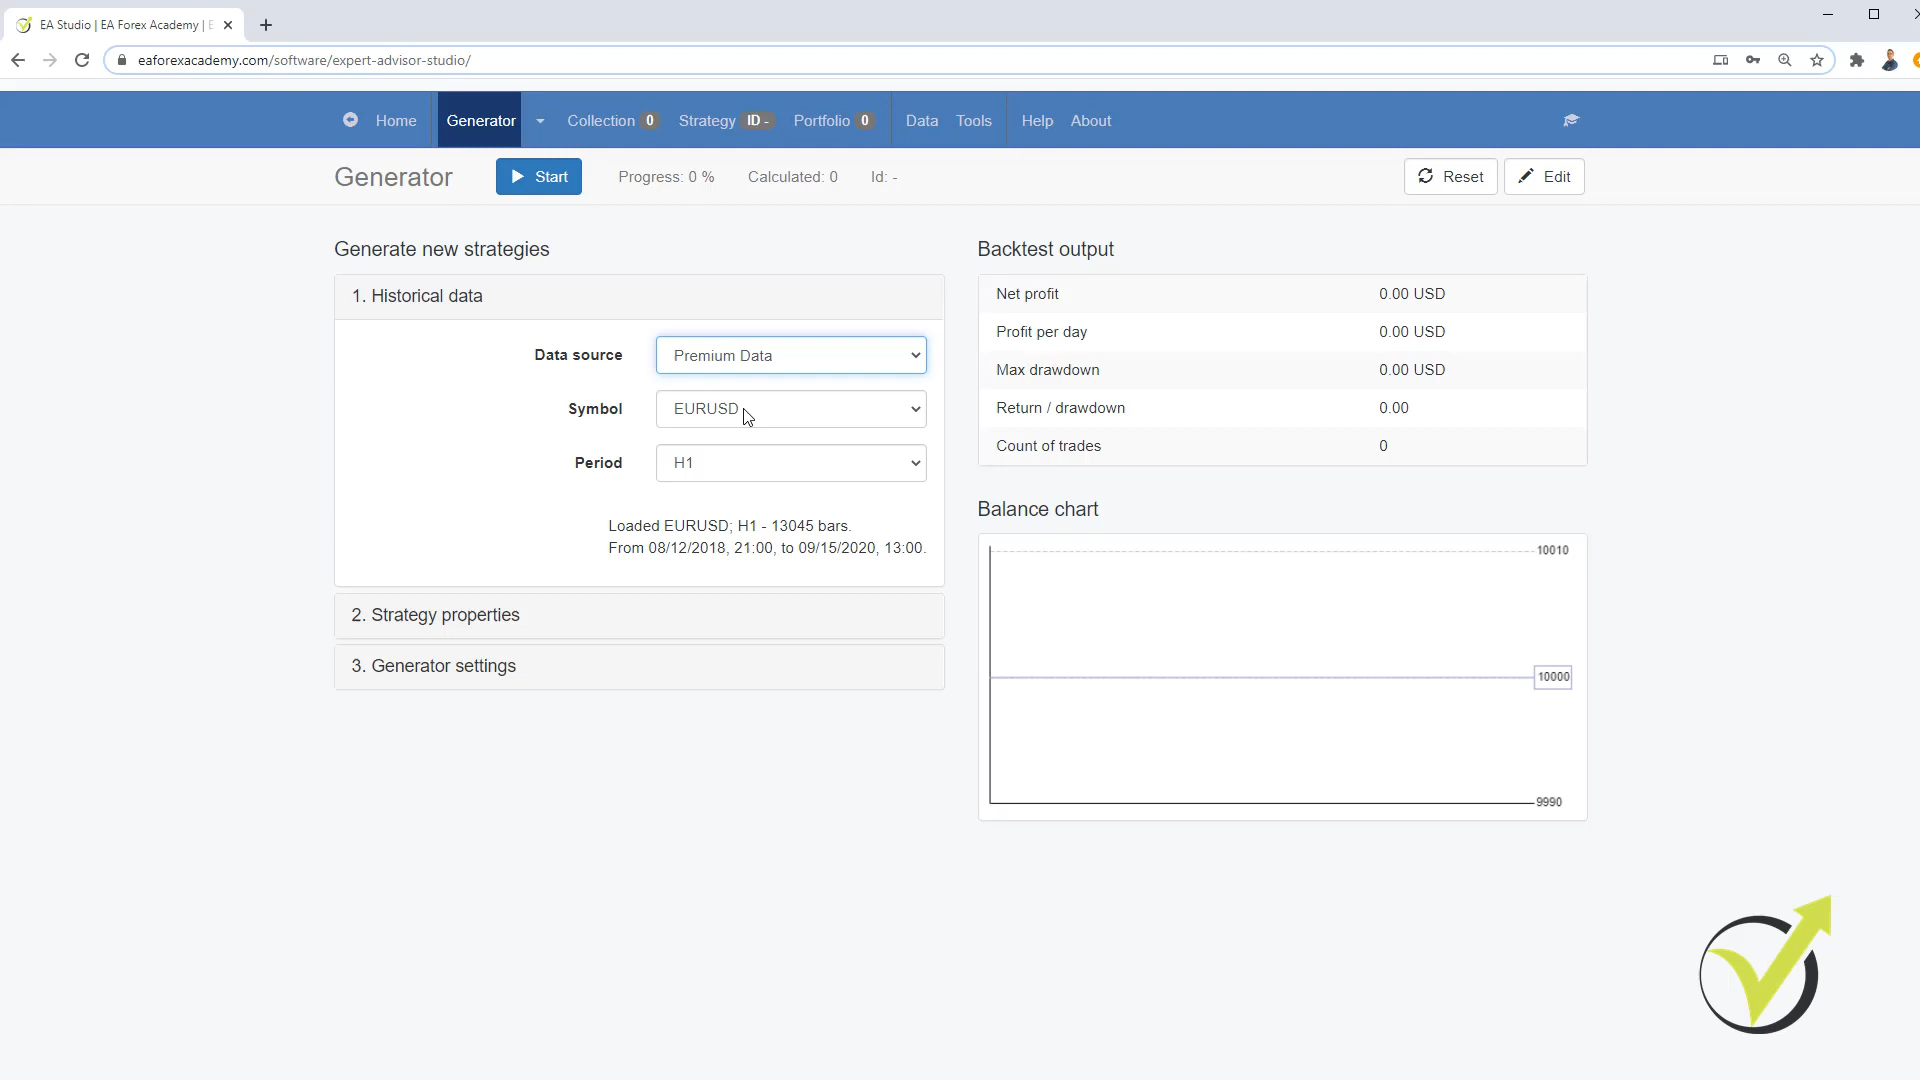 EA Studio | EA Forex Academy |
eaforexacademy.com/software/expert-advisor-studio/
Home Generator Collection 0 Strategy ID - Portfolio 0 Data Tools Help About
Generator Start Progress: 0 % Calculated: 0 Id: - Reset Edit
Generate new strategies
1. Historical data
Data source Premium Data
Symbol EURUSD
Period H1
Loaded EURUSD; H1 - 13045 bars.
From 08/12/2018, 21:00, to 09/15/2020, 13:00.
2. Strategy properties
3. Generator settings
Backtest output
Net profit 0.00 USD
Profit per day 0.00 USD
Max drawdown 0.00 USD
Return / drawdown 0.00
Count of trades 0
Balance chart
10010
10000
9990